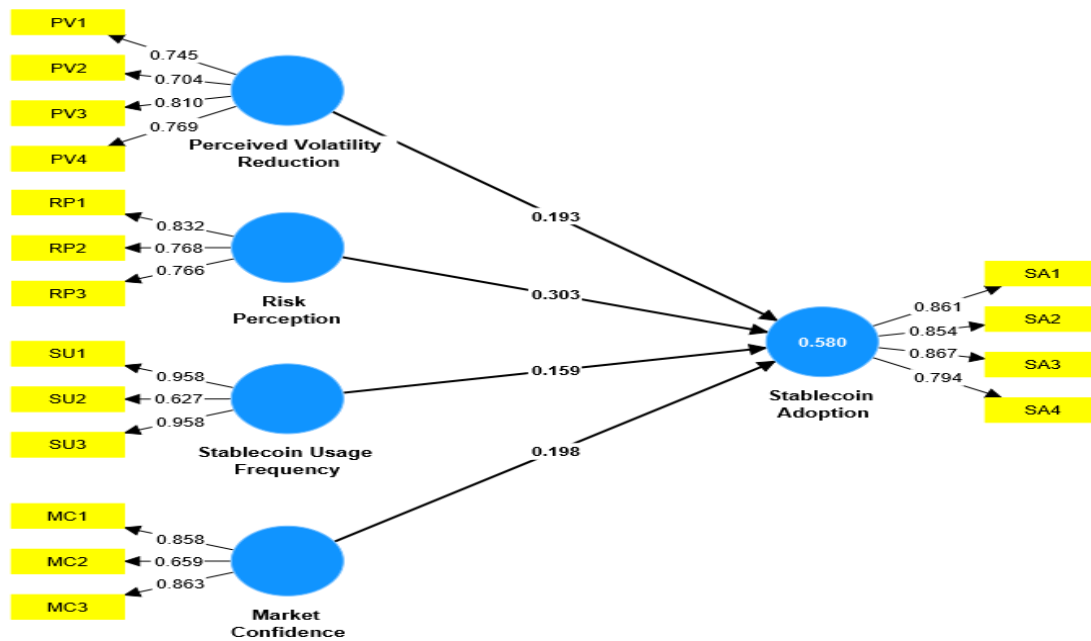 PV1
0.745
PV2
0.704
PV3
0.810
PV4
0.769
Perceived Volatility
Reduction
0.193
RP1
0.832
RP2
0.768
RP3
0.766
Risk
Perception
0.303
SU1
0.958
SU2
0.627
SU3
0.958
Stablecoin Usage
Frequency
0.159
MC1
0.858
MC2
0.659
MC3
0.863
Market
Confidence
0.198
0.580
Stablecoin
Adoption
0.861
SA1
0.854
SA2
0.867
SA3
0.794
SA4